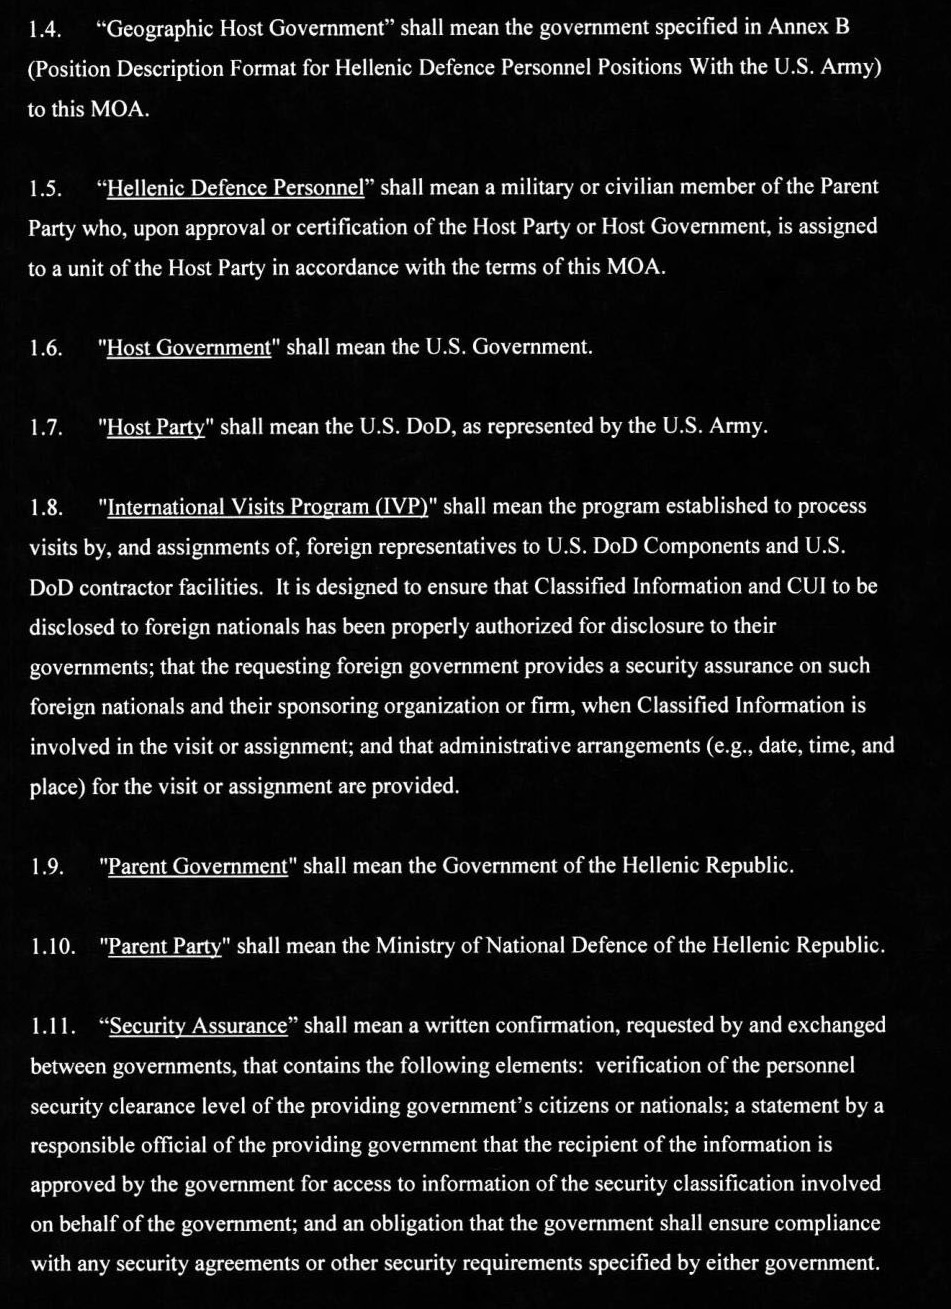 1.4. “Geographic Host Government” shall mean the government specified in Annex B
(Position Description Format for Hellenic Defence Personnel Positions With the U.S. Army)
to this MOA.
1.5. “Hellenic Defence Personnel” shall mean a military or civilian member of the Parent
Party who, upon approval or certification of the Host Party or Host Government, is assigned
to a unit of the Host Party in accordance with the terms of this MOA.
1.6. "Host Government" shall mean the U.S. Government.
1.7. "Host Party" shall mean the U.S. DoD, as represented by the U.S. Army.
1.8. "International Visits Program (IVP)" shall mean the program established to process
visits by, and assignments of, foreign representatives to U.S. DoD Components and U.S.
DoD contractor facilities. It is designed to ensure that Classified Information and CUI to be
disclosed to foreign nationals has been properly authorized for disclosure to their
governments; that the requesting foreign government provides a security assurance on such
foreign nationals and their sponsoring organization or firm, when Classified Information is
involved in the visit or assignment; and that administrative arrangements (e.g., date, time, and
place) for the visit or assignment are provided.
1.9. "Parent Government" shall mean the Government of the Hellenic Republic.
1.10. "Parent Party" shall mean the Ministry of National Defence of the Hellenic Republic.
1.11. “Security Assurance” shall mean a written confirmation, requested by and exchanged
between governments, that contains the following elements: verification of the personnel
security clearance level of the providing government’s citizens or nationals; a statement by a
responsible official of the providing government that the recipient of the information is
approved by the government for access to information of the security classification involved
on behalf of the government; and an obligation that the government shall ensure compliance
with any security agreements or other security requirements specified by either government.